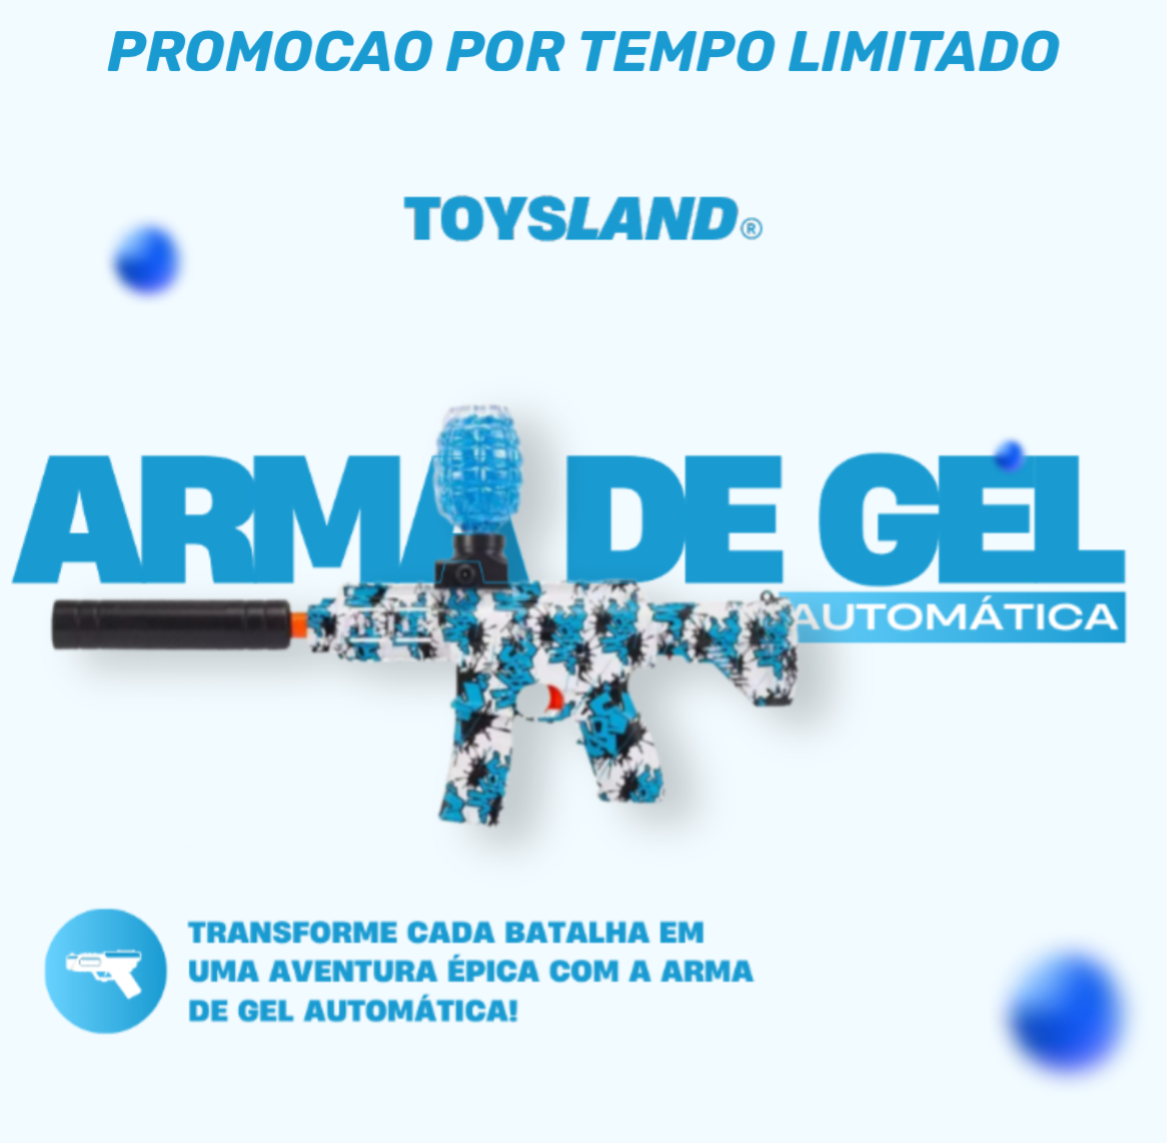 PROMOCAO POR TEMPO LIMITADO
TOYSLAND®
ARMA DE GEL
AUTOMÁTICA
TRANSFORME CADA BATALHA EM
UMA AVENTURA ÉPICA COM A ARMA
DE GEL AUTOMÁTICA!